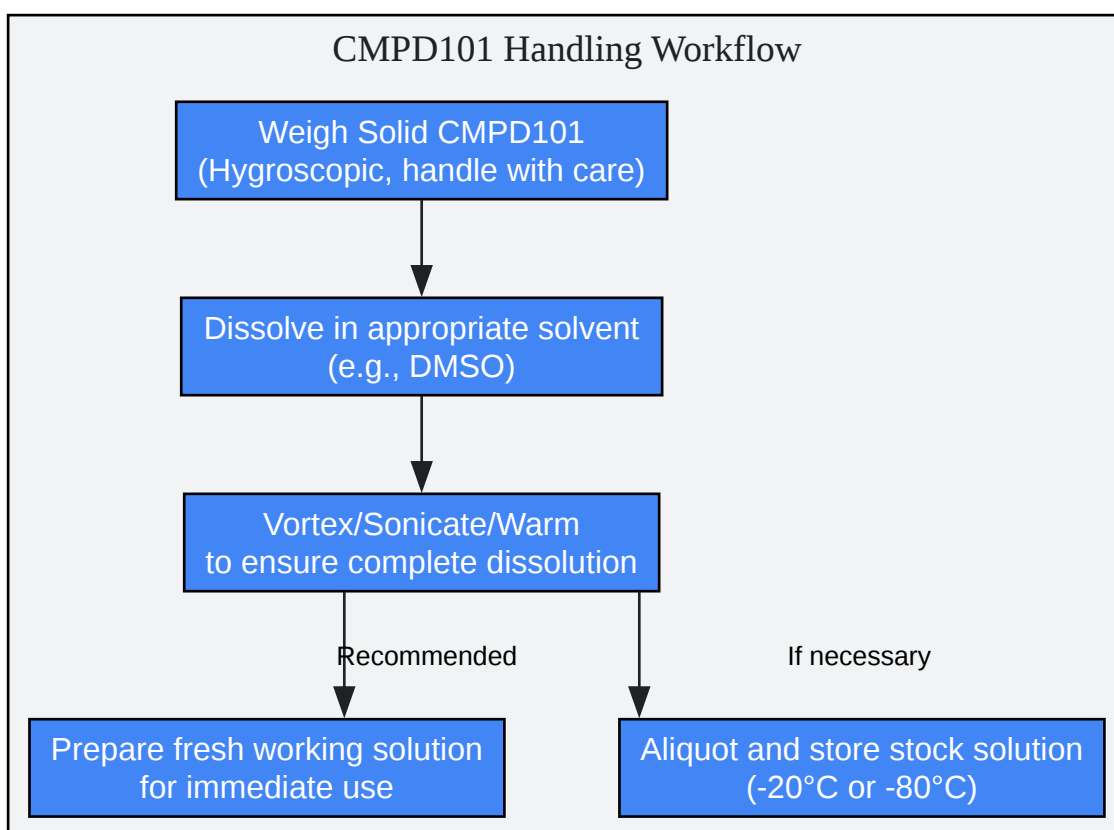 CMPD101 Handling Workflow
Weigh Solid CMPD101
(Hygroscopic, handle with care)
Dissolve in appropriate solvent
(e.g., DMSO)
Vortex/Sonicate/Warm
to ensure complete dissolution
Recommended
If necessary
Prepare fresh working solution
for immediate use
Aliquot and store stock solution
(-20°C or -80°C)